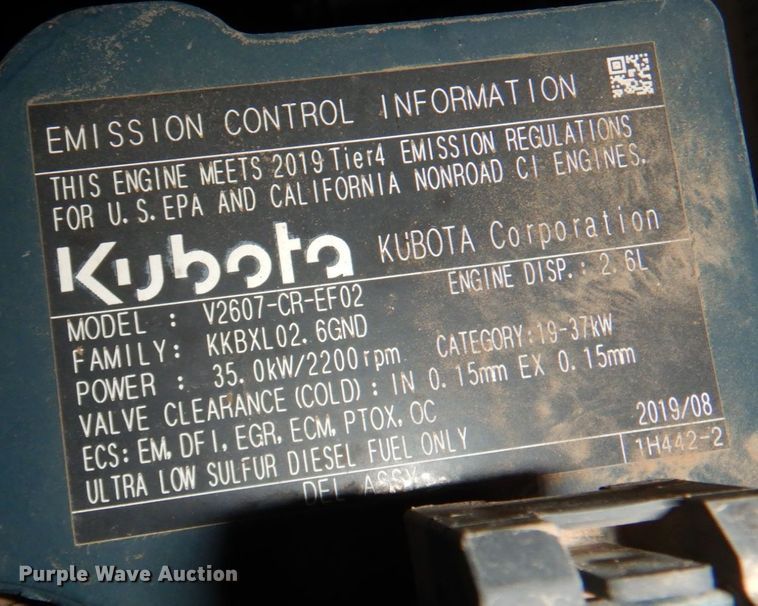 EMISSION CONTROL INFORMATION
THIS ENGINE MEETS 2019 Tier4 EMISSION REGULATIONS
FOR U.S.EPA AND CALIFORNIA NONROAD CI ENGINES.
Kubota KUBOTA Corporation
MODEL : V2607-CR-EF02 ENGINE DISP.: 2.6L
FAMILY: KKBXL02.6GND
POWER : 35.0kW/2200rpm CATEGORY:19-37kW
VALVE CLEARANCE(COLD): IN 0.15mm EX 0.15mm
ECS: EM, DFI, EGR, ECM, PTOX, OC 2019/08
ULTRA LOW SULFUR DIESEL FUEL ONLY 1H442-2
Purple Wave Auction